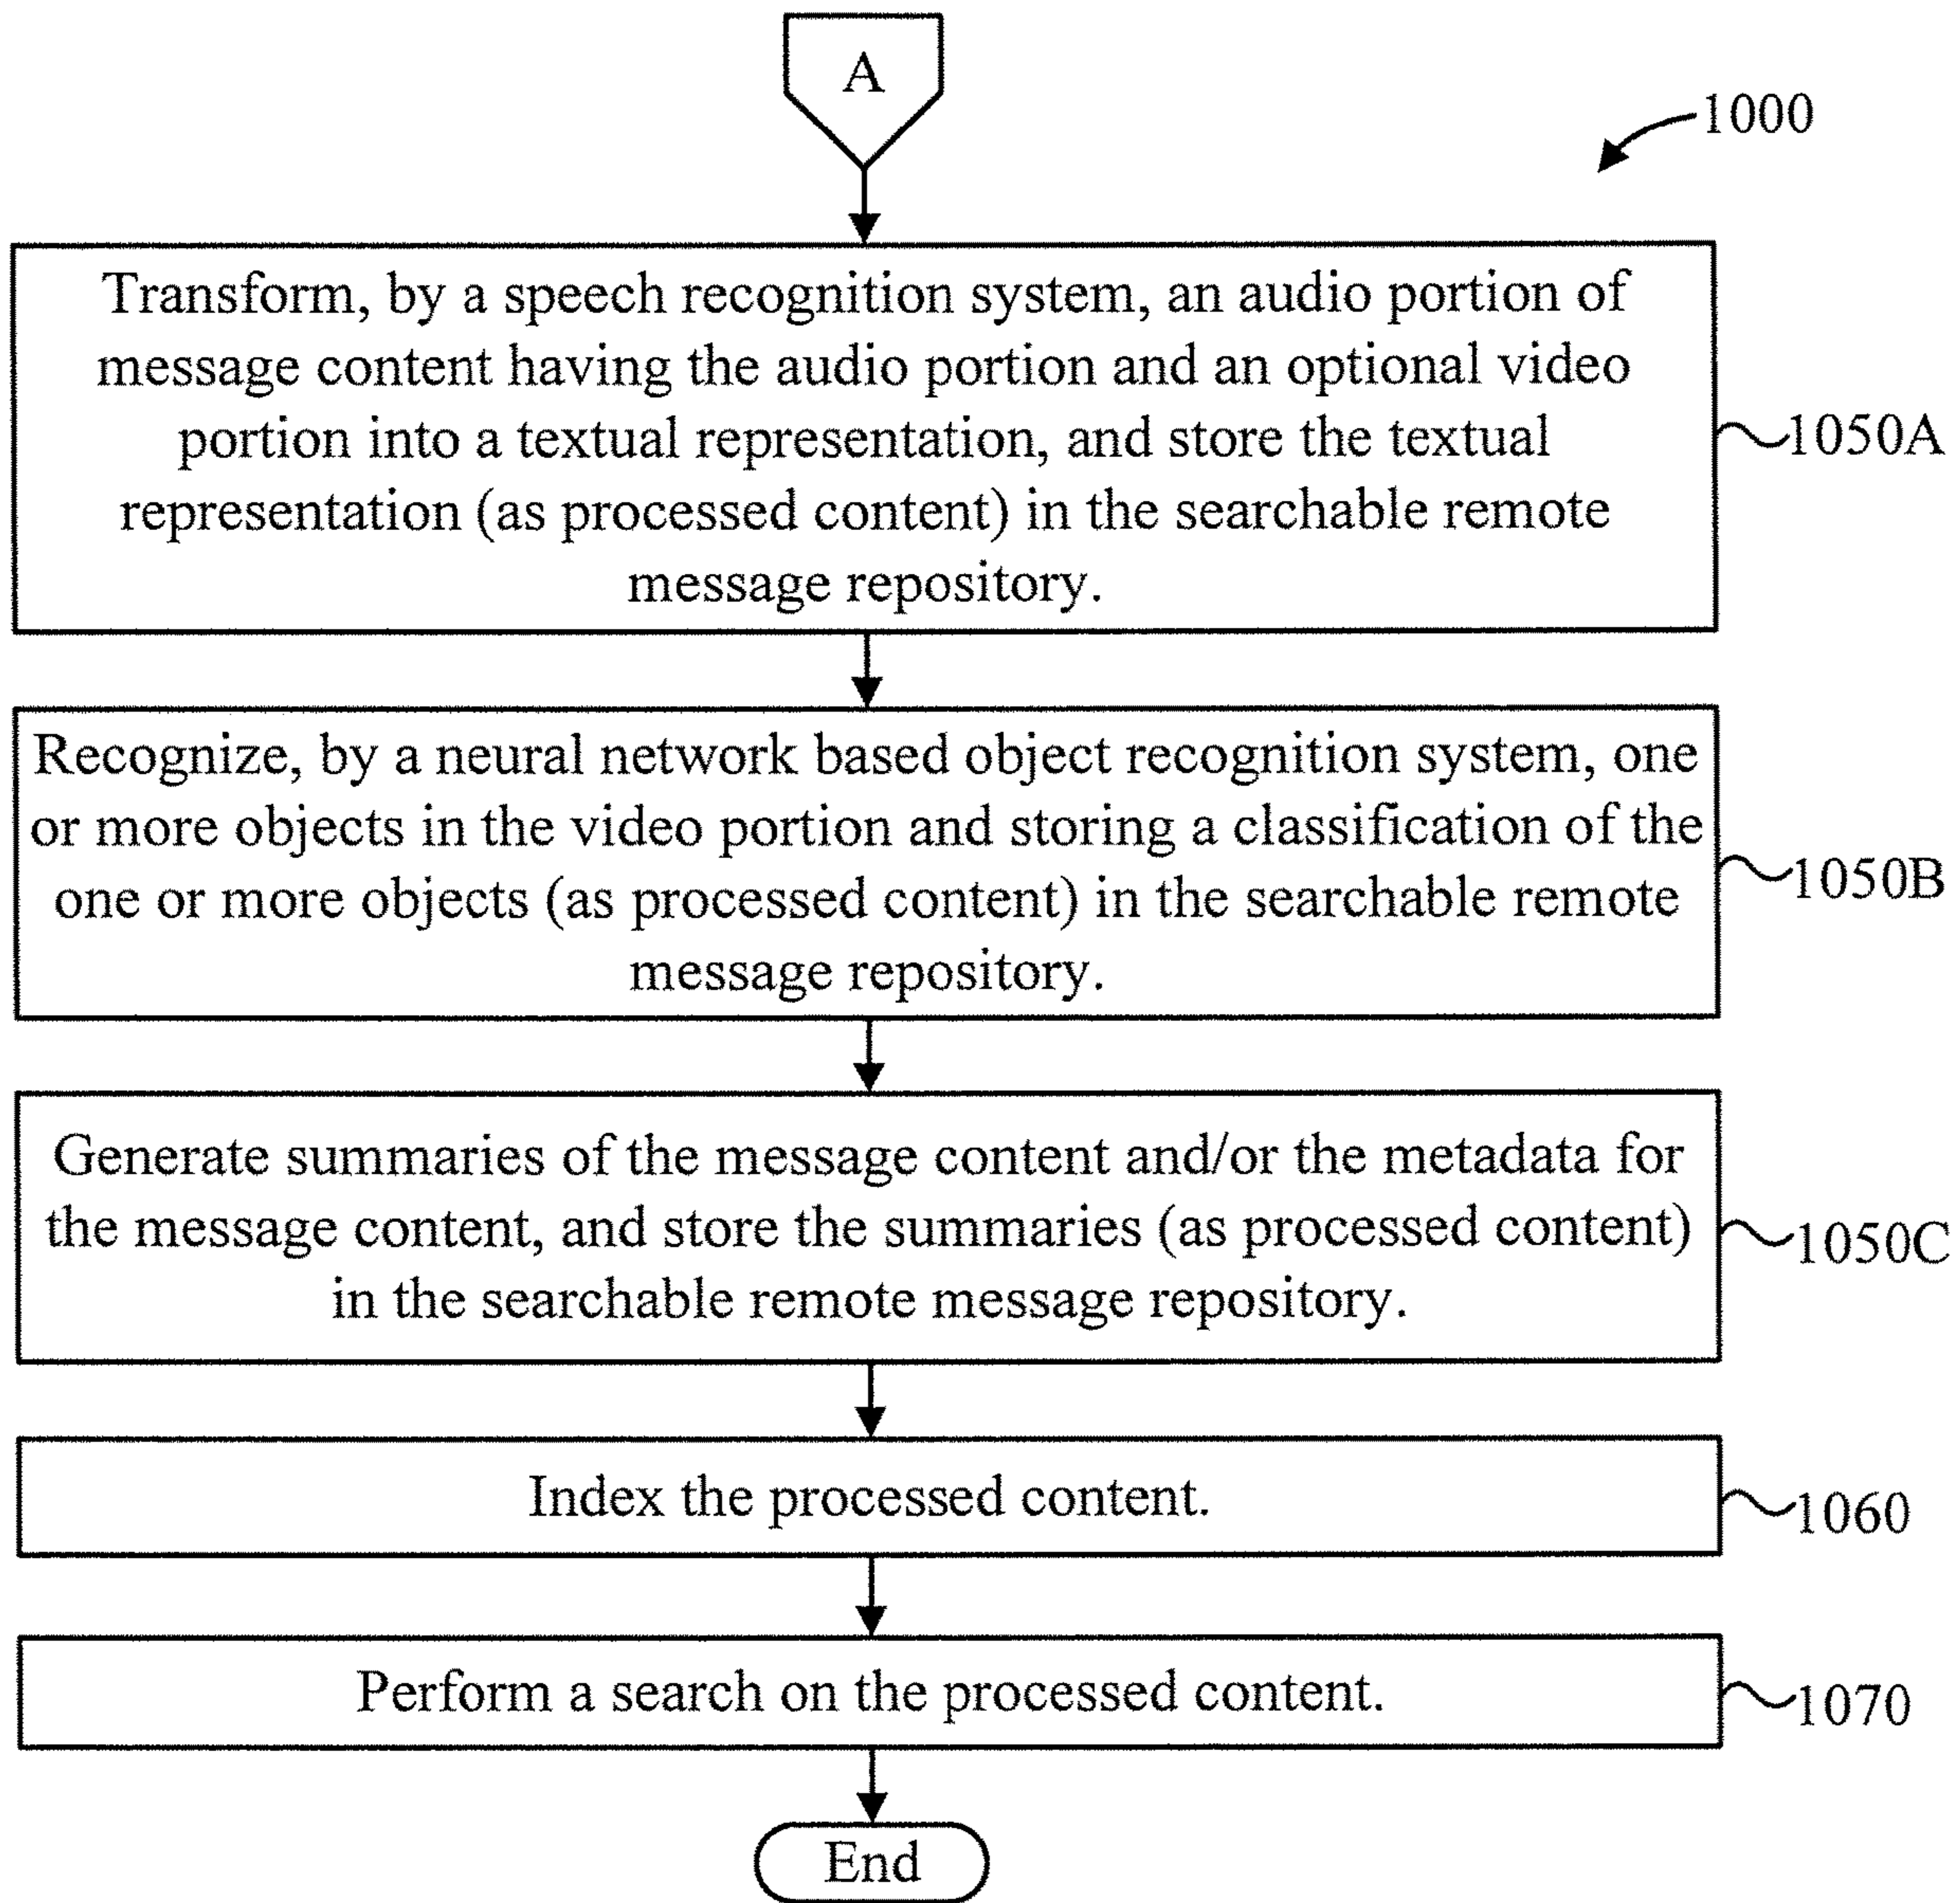 A
1000
Transform, by a speech recognition system, an audio portion of
message content having the audio portion and an optional video
portion into a textual representation, and store the textual
representation (as processed content) in the searchable remote
message repository.
1050A
Recognize, by a neural network based object recognition system, one
or more objects in the video portion and storing a classification of the
one or more objects (as processed content) in the searchable remote
message repository.
1050B
Generate summaries of the message content and/or the metadata for
the message content, and store the summaries (as processed content)
in the searchable remote message repository.
1050C
Index the processed content.
1060
Perform a search on the processed content.
1070
End